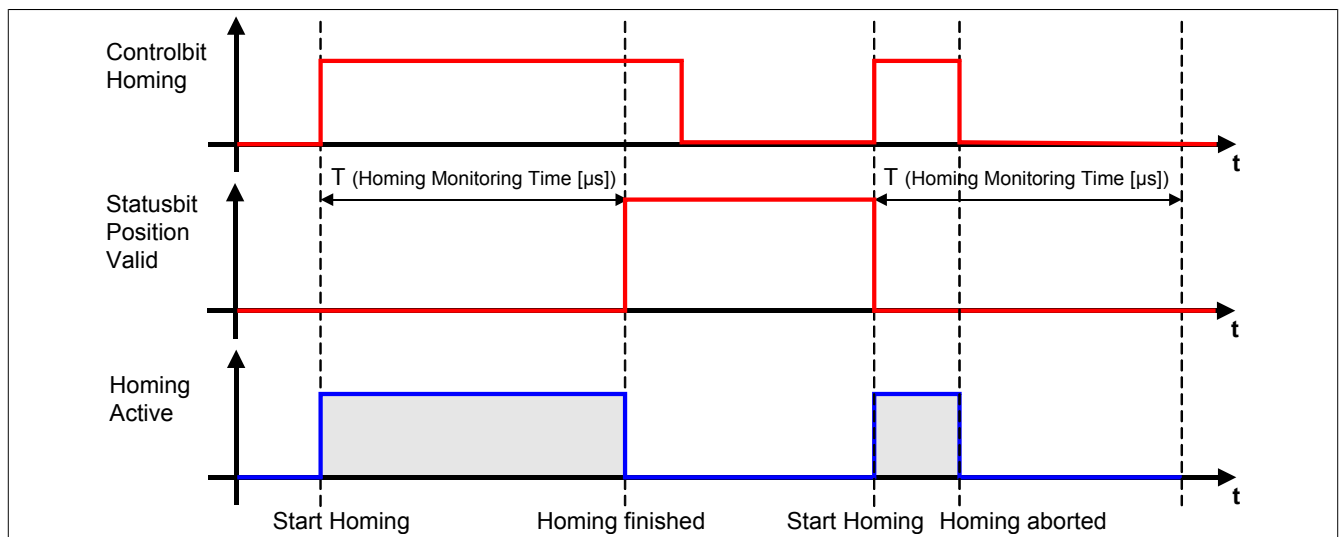 Controlbit
Homing
t
T (Homing Monitoring Time [µs])
T (Homing Monitoring Time [µs])
Statusbit
Position
Valid
t
Homing
Active
t
Start Homing
Homing finished
Start Homing
Homing aborted